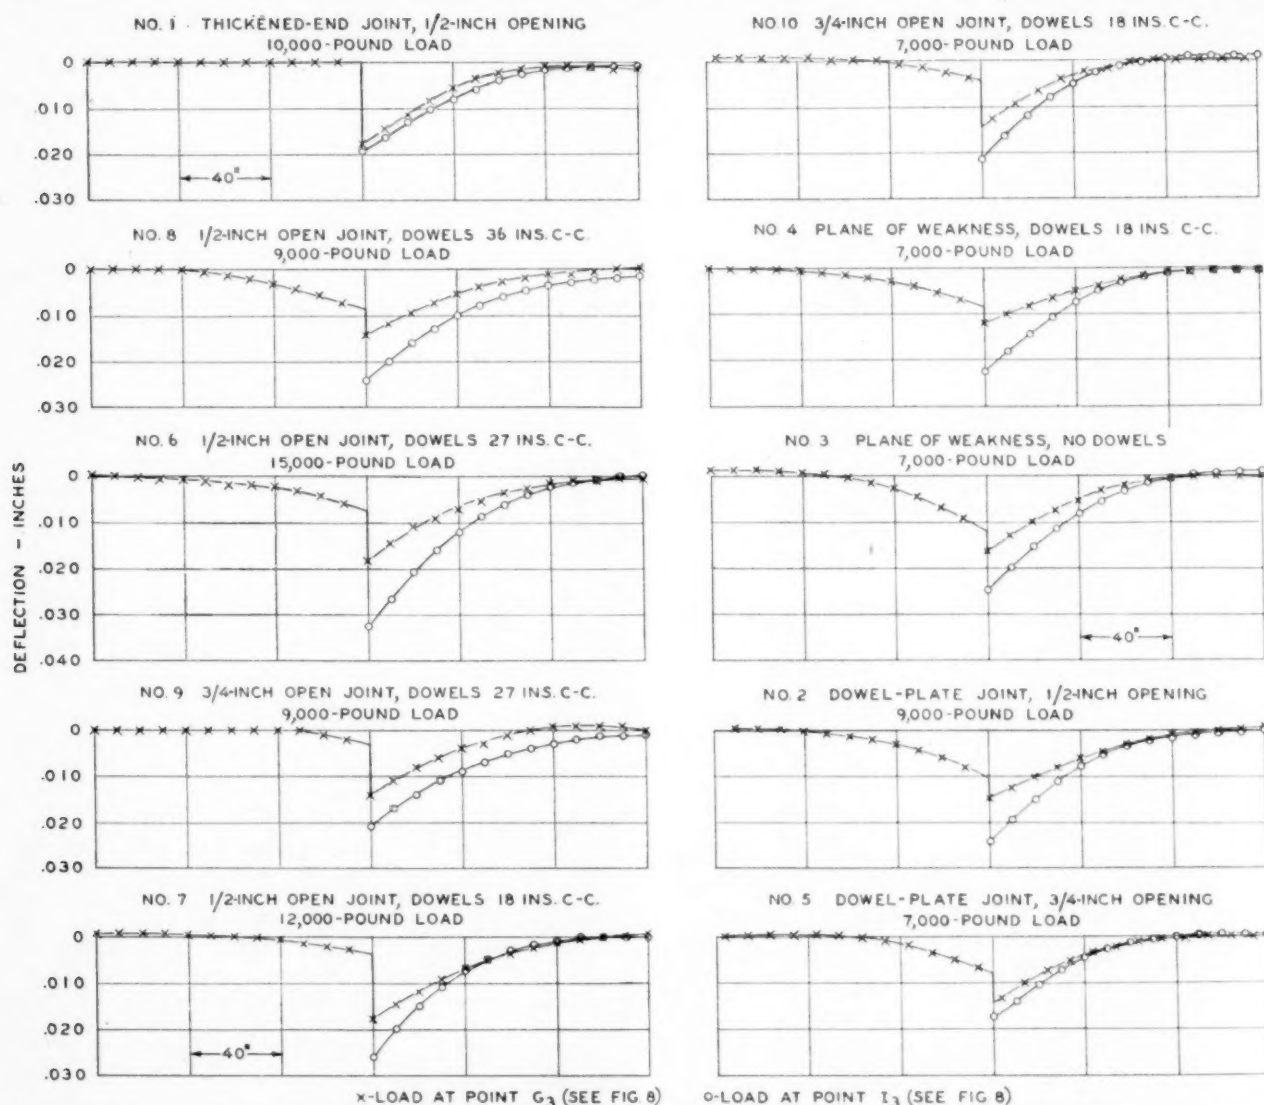 NO. 1 THICKENED-END JOINT, 1/2-INCH OPENING
10,000-POUND LOAD
0
.010
.020
.030
40"
NO. 8 1/2-INCH OPEN JOINT, DOWELS 36 INS. C-C.
9,000-POUND LOAD
0
.010
.020
.030
NO. 6 1/2-INCH OPEN JOINT, DOWELS 27 INS. C-C.
15,000-POUND LOAD
0
.010
.020
.030
.040
DEFLECTION - INCHES
NO. 9 3/4-INCH OPEN JOINT, DOWELS 27 INS. C-C.
9,000-POUND LOAD
0
.010
.020
.030
NO. 7 1/2-INCH OPEN JOINT, DOWELS 18 INS. C-C.
12,000-POUND LOAD
0
.010
.020
.030
40"
NO. 10 3/4-INCH OPEN JOINT, DOWELS 18 INS. C-C.
7,000-POUND LOAD
NO. 4 PLANE OF WEAKNESS, DOWELS 18 INS. C-C.
7,000-POUND LOAD
NO. 3 PLANE OF WEAKNESS, NO DOWELS
7,000-POUND LOAD
40"
NO. 2 DOWEL-PLATE JOINT, 1/2-INCH OPENING
9,000-POUND LOAD
NO. 5 DOWEL-PLATE JOINT, 3/4-INCH OPENING
7,000-POUND LOAD
x-LOAD AT POINT G3 (SEE FIG. 8) o-LOAD AT POINT I3 (SEE FIG. 8)